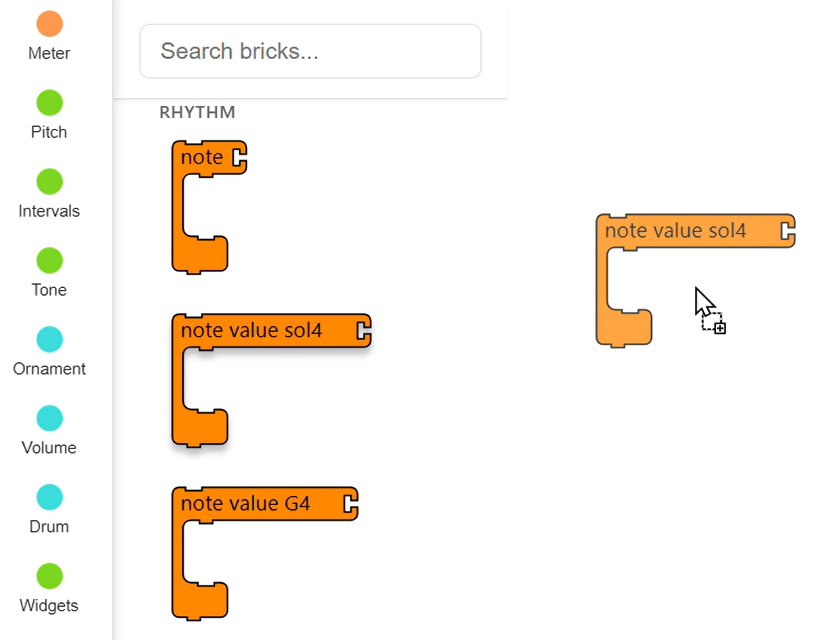 Meter
Pitch
Intervals
Tone
Ornament
Volume
Drum
Widgets
Search bricks...
RHYTHM
note
note value sol4
note value G4
note value sol4